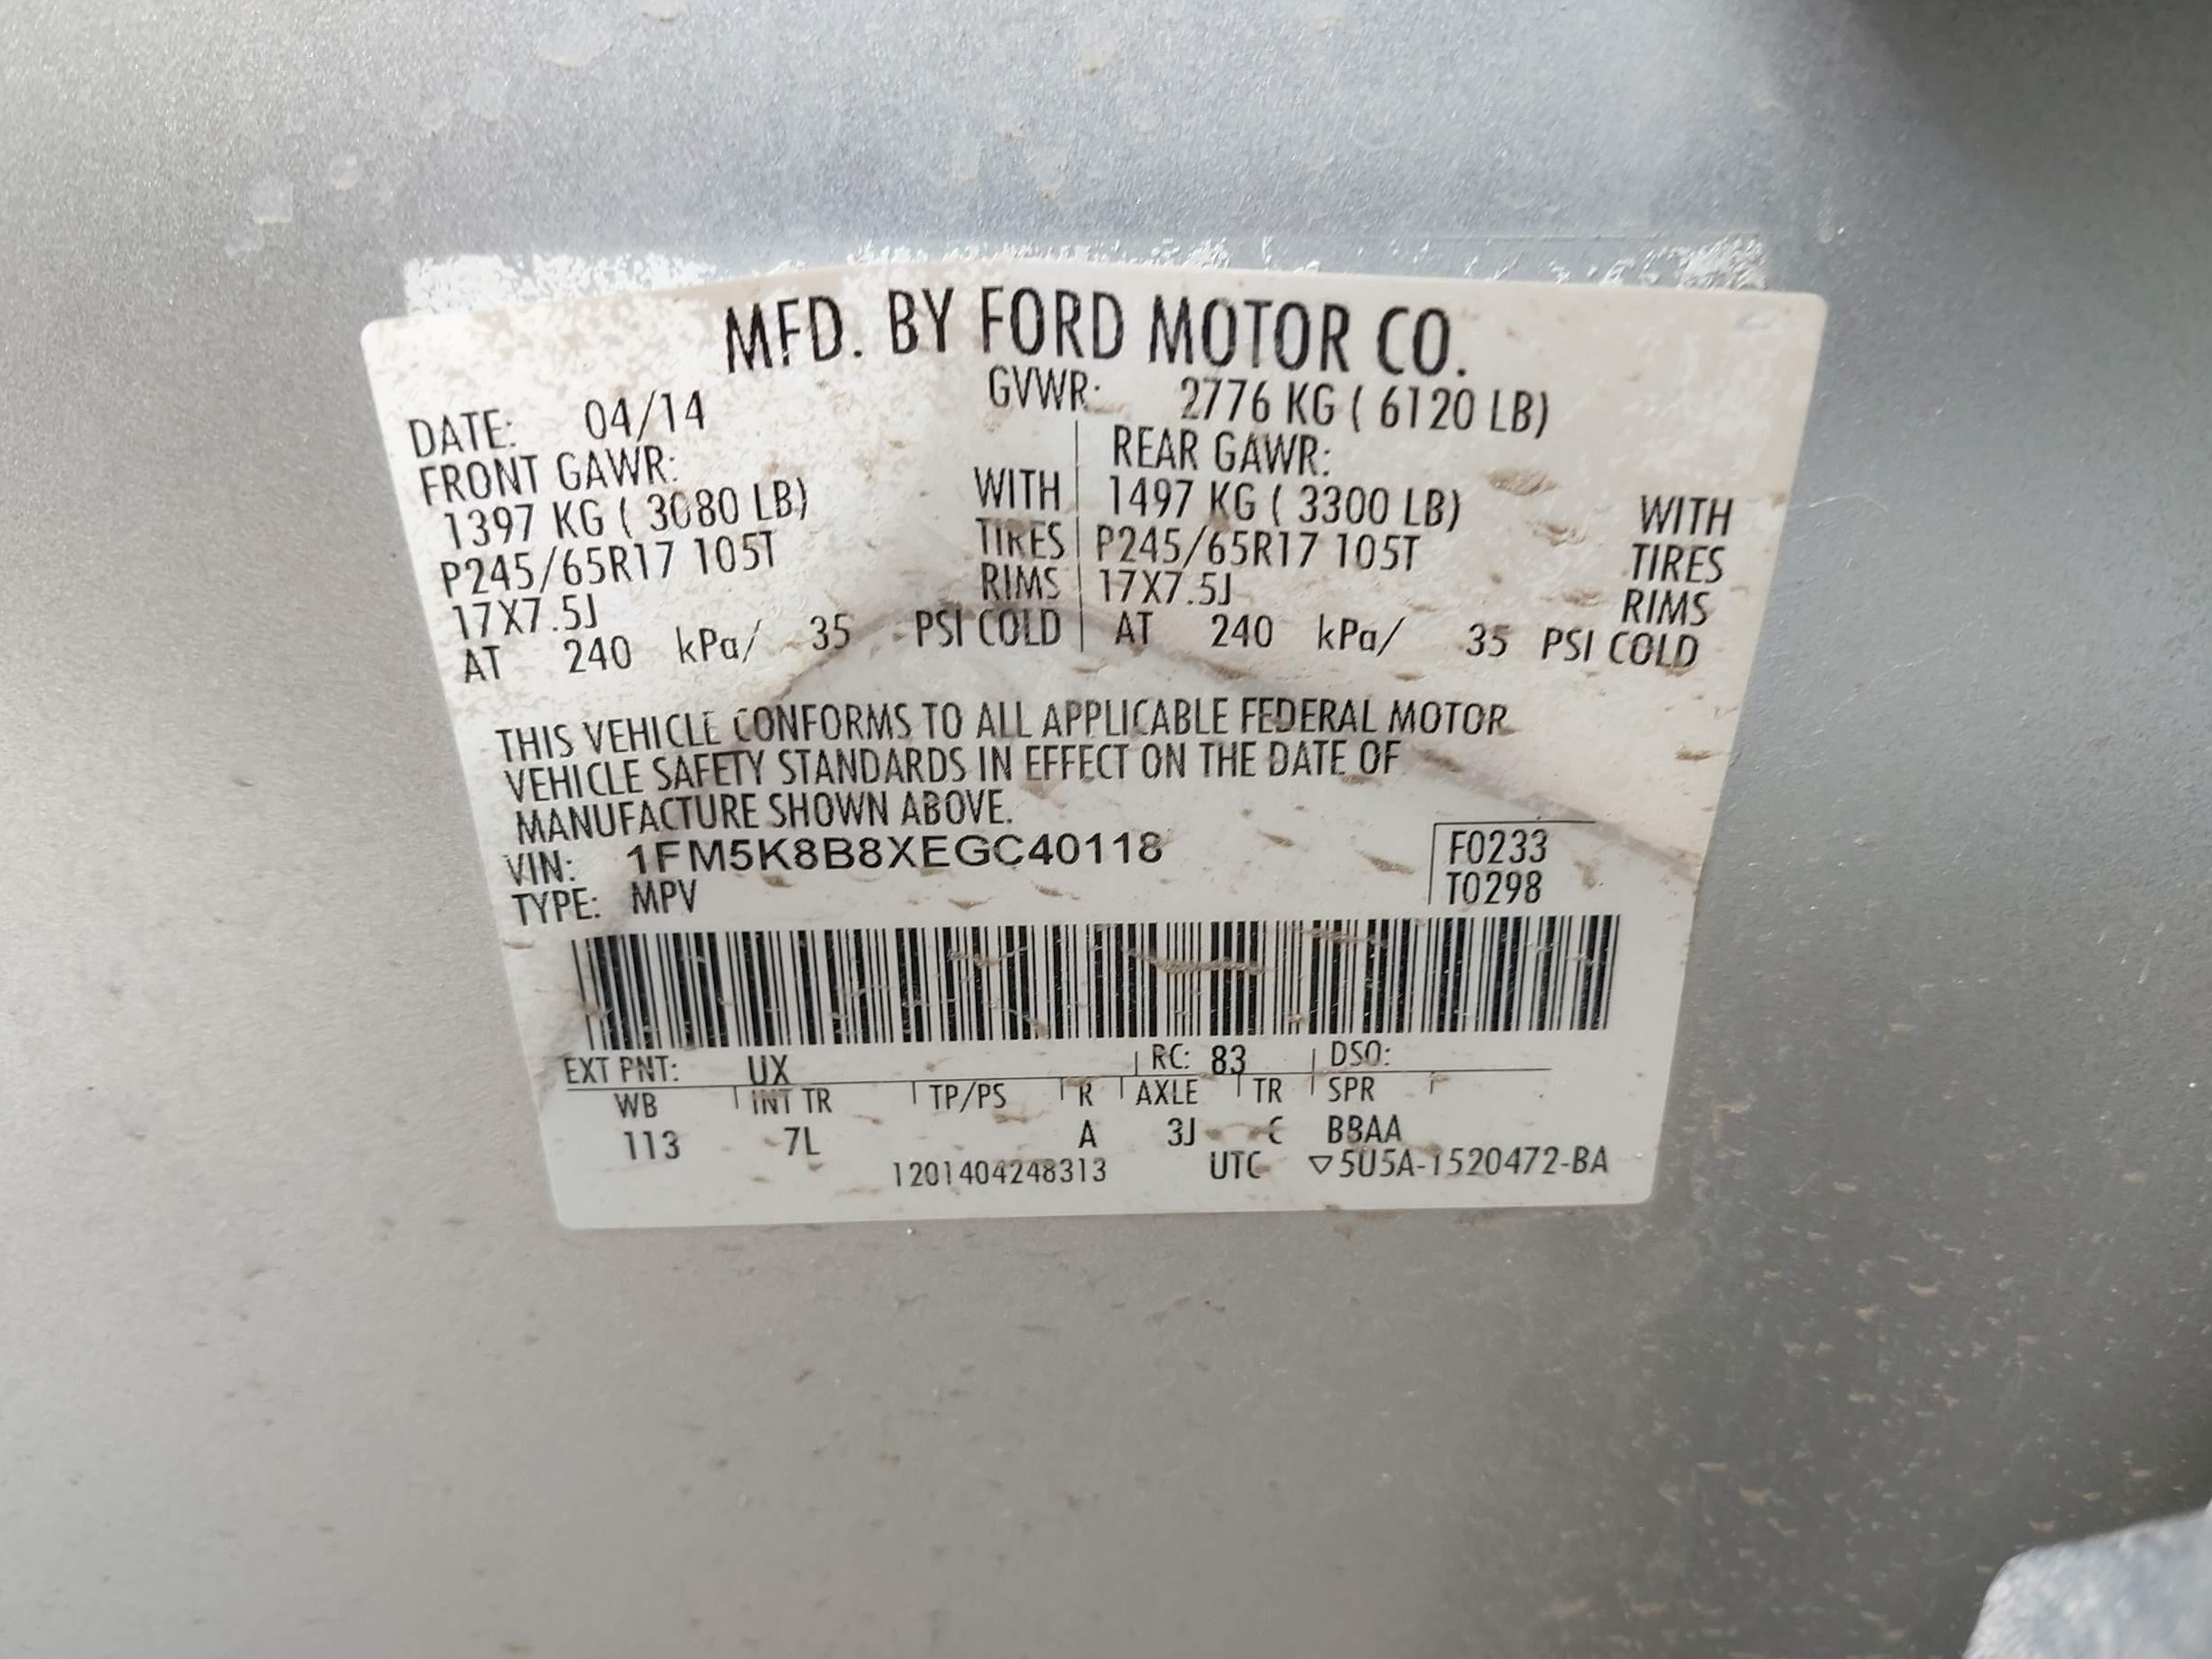 MFD. BY FORD MOTOR CO.
DATE: 04/14 GVWR: 2776 KG ( 6120 LB)
FRONT GAWR: REAR GAWR:
1397 KG ( 3080 LB) WITH 1497 KG ( 3300 LB) WITH
P245/65R17 105T TIRES P245/65R17 105T TIRES
17X7.5J RIMS 17X7.5J RIMS
AT 240 kPa/ 35 PSI COLD AT 240 kPa/ 35 PSI COLD
THIS VEHICLE CONFORMS TO ALL APPLICABLE FEDERAL MOTOR
VEHICLE SAFETY STANDARDS IN EFFECT ON THE DATE OF
MANUFACTURE SHOWN ABOVE.
VIN: 1FM5K8B8XEGC40118 F0233
TYPE: MPV T0298
EXT PNT: UX RC: 83 DSO:
WB INT TR TP/PS R AXLE TR SPR
113 7L A 3J C BBAA
1201404248313 UTC ▽5U5A-1520472-BA